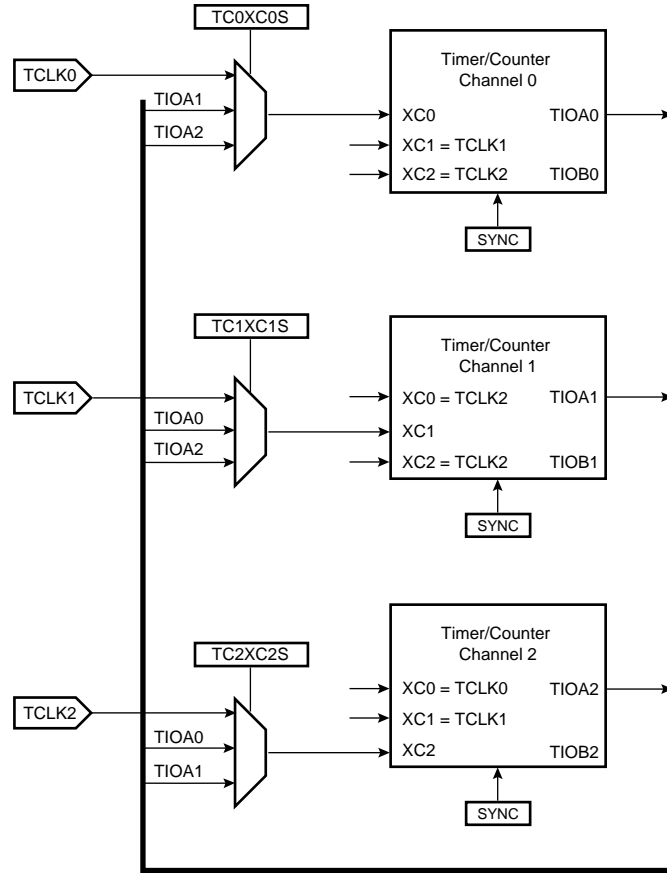 TC0XC0S
TCLK0
TIOA1
TIOA2
Timer/Counter
Channel 0
XC0
TIOA0
XC1 = TCLK1
XC2 = TCLK2
TIOB0
SYNC
TC1XC1S
TCLK1
TIOA0
TIOA2
Timer/Counter
Channel 1
XC0 = TCLK2
TIOA1
XC1
XC2 = TCLK2
TIOB1
SYNC
TC2XC2S
TCLK2
TIOA0
TIOA1
Timer/Counter
Channel 2
XC0 = TCLK0
TIOA2
XC1 = TCLK1
XC2
TIOB2
SYNC